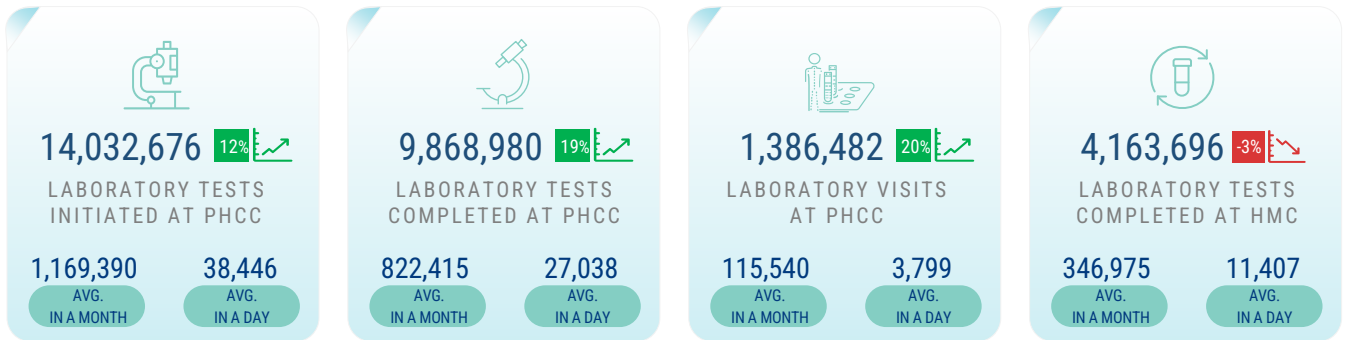 14,032,676 12%
LABORATORY TESTS
INITIATED AT PHCC
1,169,390 38,446
AVG. AVG.
IN A MONTH IN A DAY
9,868,980 19%
LABORATORY TESTS
COMPLETED AT PHCC
822,415 27,038
AVG. AVG.
IN A MONTH IN A DAY
1,386,482 20%
LABORATORY VISITS
AT PHCC
115,540 3,799
AVG. AVG.
IN A MONTH IN A DAY
4,163,696 -3%
LABORATORY TESTS
COMPLETED AT HMC
346,975 11,407
AVG. AVG.
IN A MONTH IN A DAY